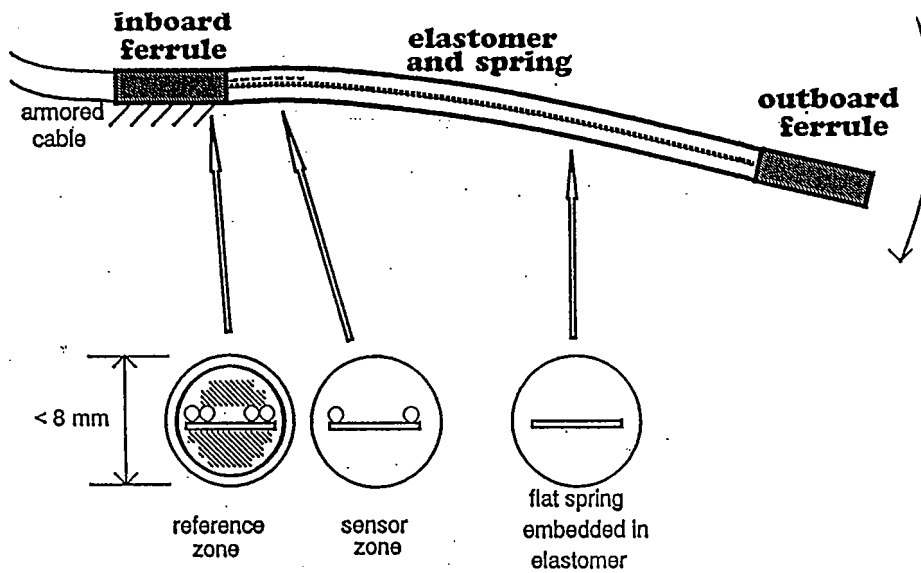 inboard
ferrule
elastomer
and spring
outboard
ferrule
armored
cable
< 8 mm
reference
zone
sensor
zone
flat spring
embedded in
elastomer